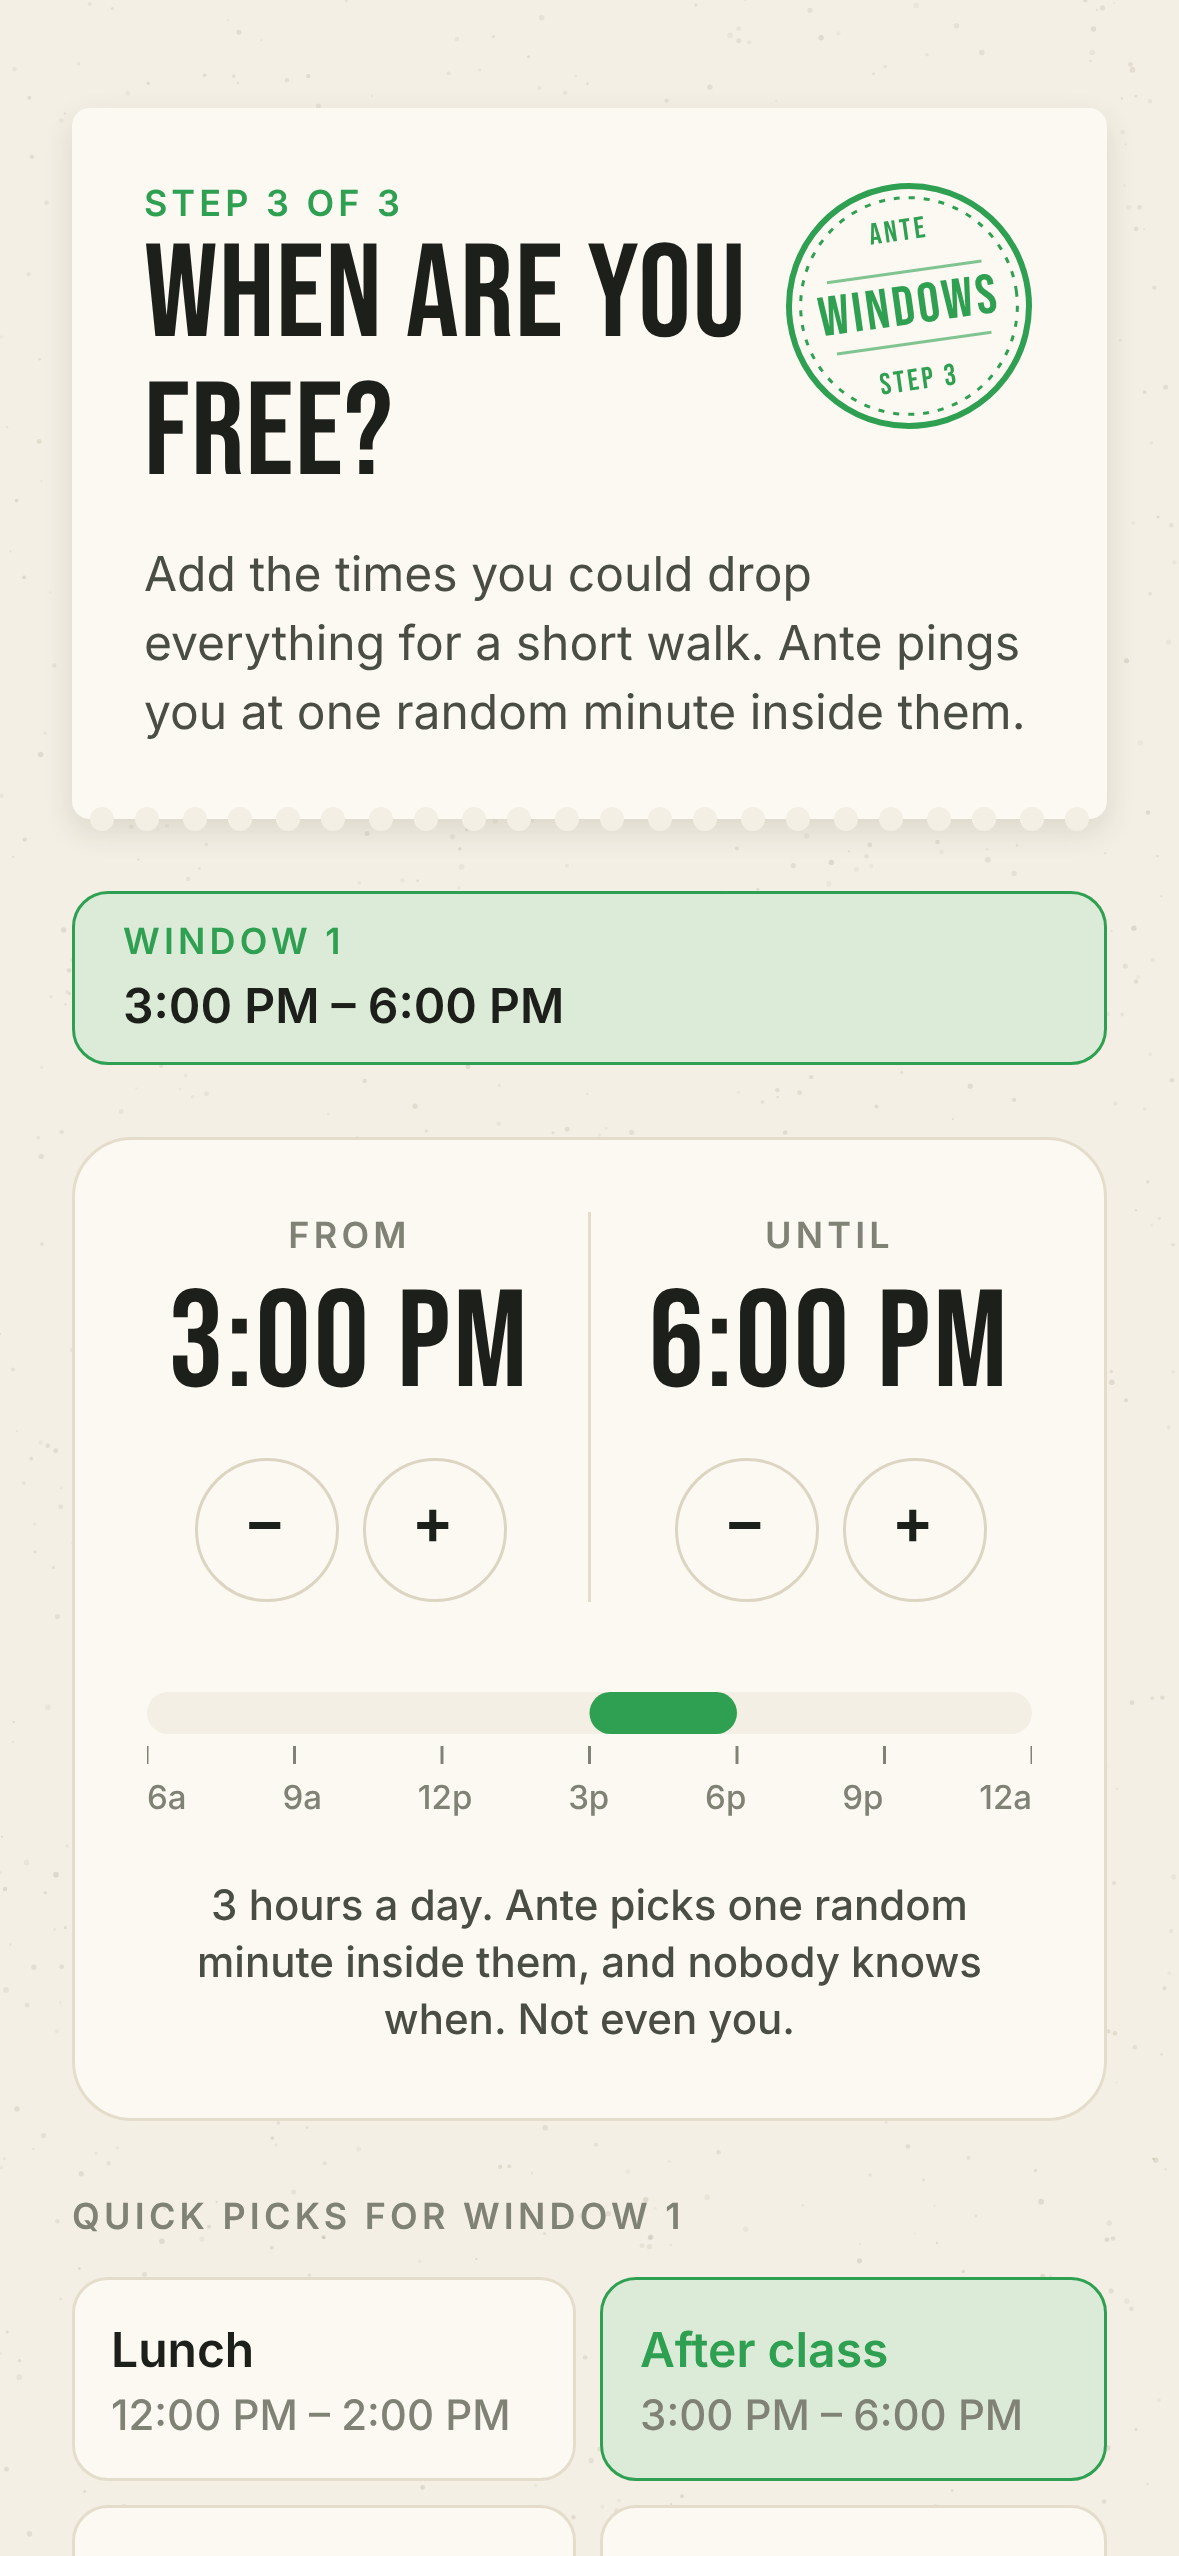 STEP 3 OF 3
WHEN ARE YOU
FREE?
ANTE
WINDOWS
STEP 3
Add the times you could drop
everything for a short walk. Ante pings
you at one random minute inside them.
WINDOW 1
3:00 PM – 6:00 PM
FROM
3:00 PM
− +
UNTIL
6:00 PM
− +
6a 9a 12p 3p 6p 9p 12a
3 hours a day. Ante picks one random
minute inside them, and nobody knows
when. Not even you.
QUICK PICKS FOR WINDOW 1
Lunch
12:00 PM – 2:00 PM
After class
3:00 PM – 6:00 PM